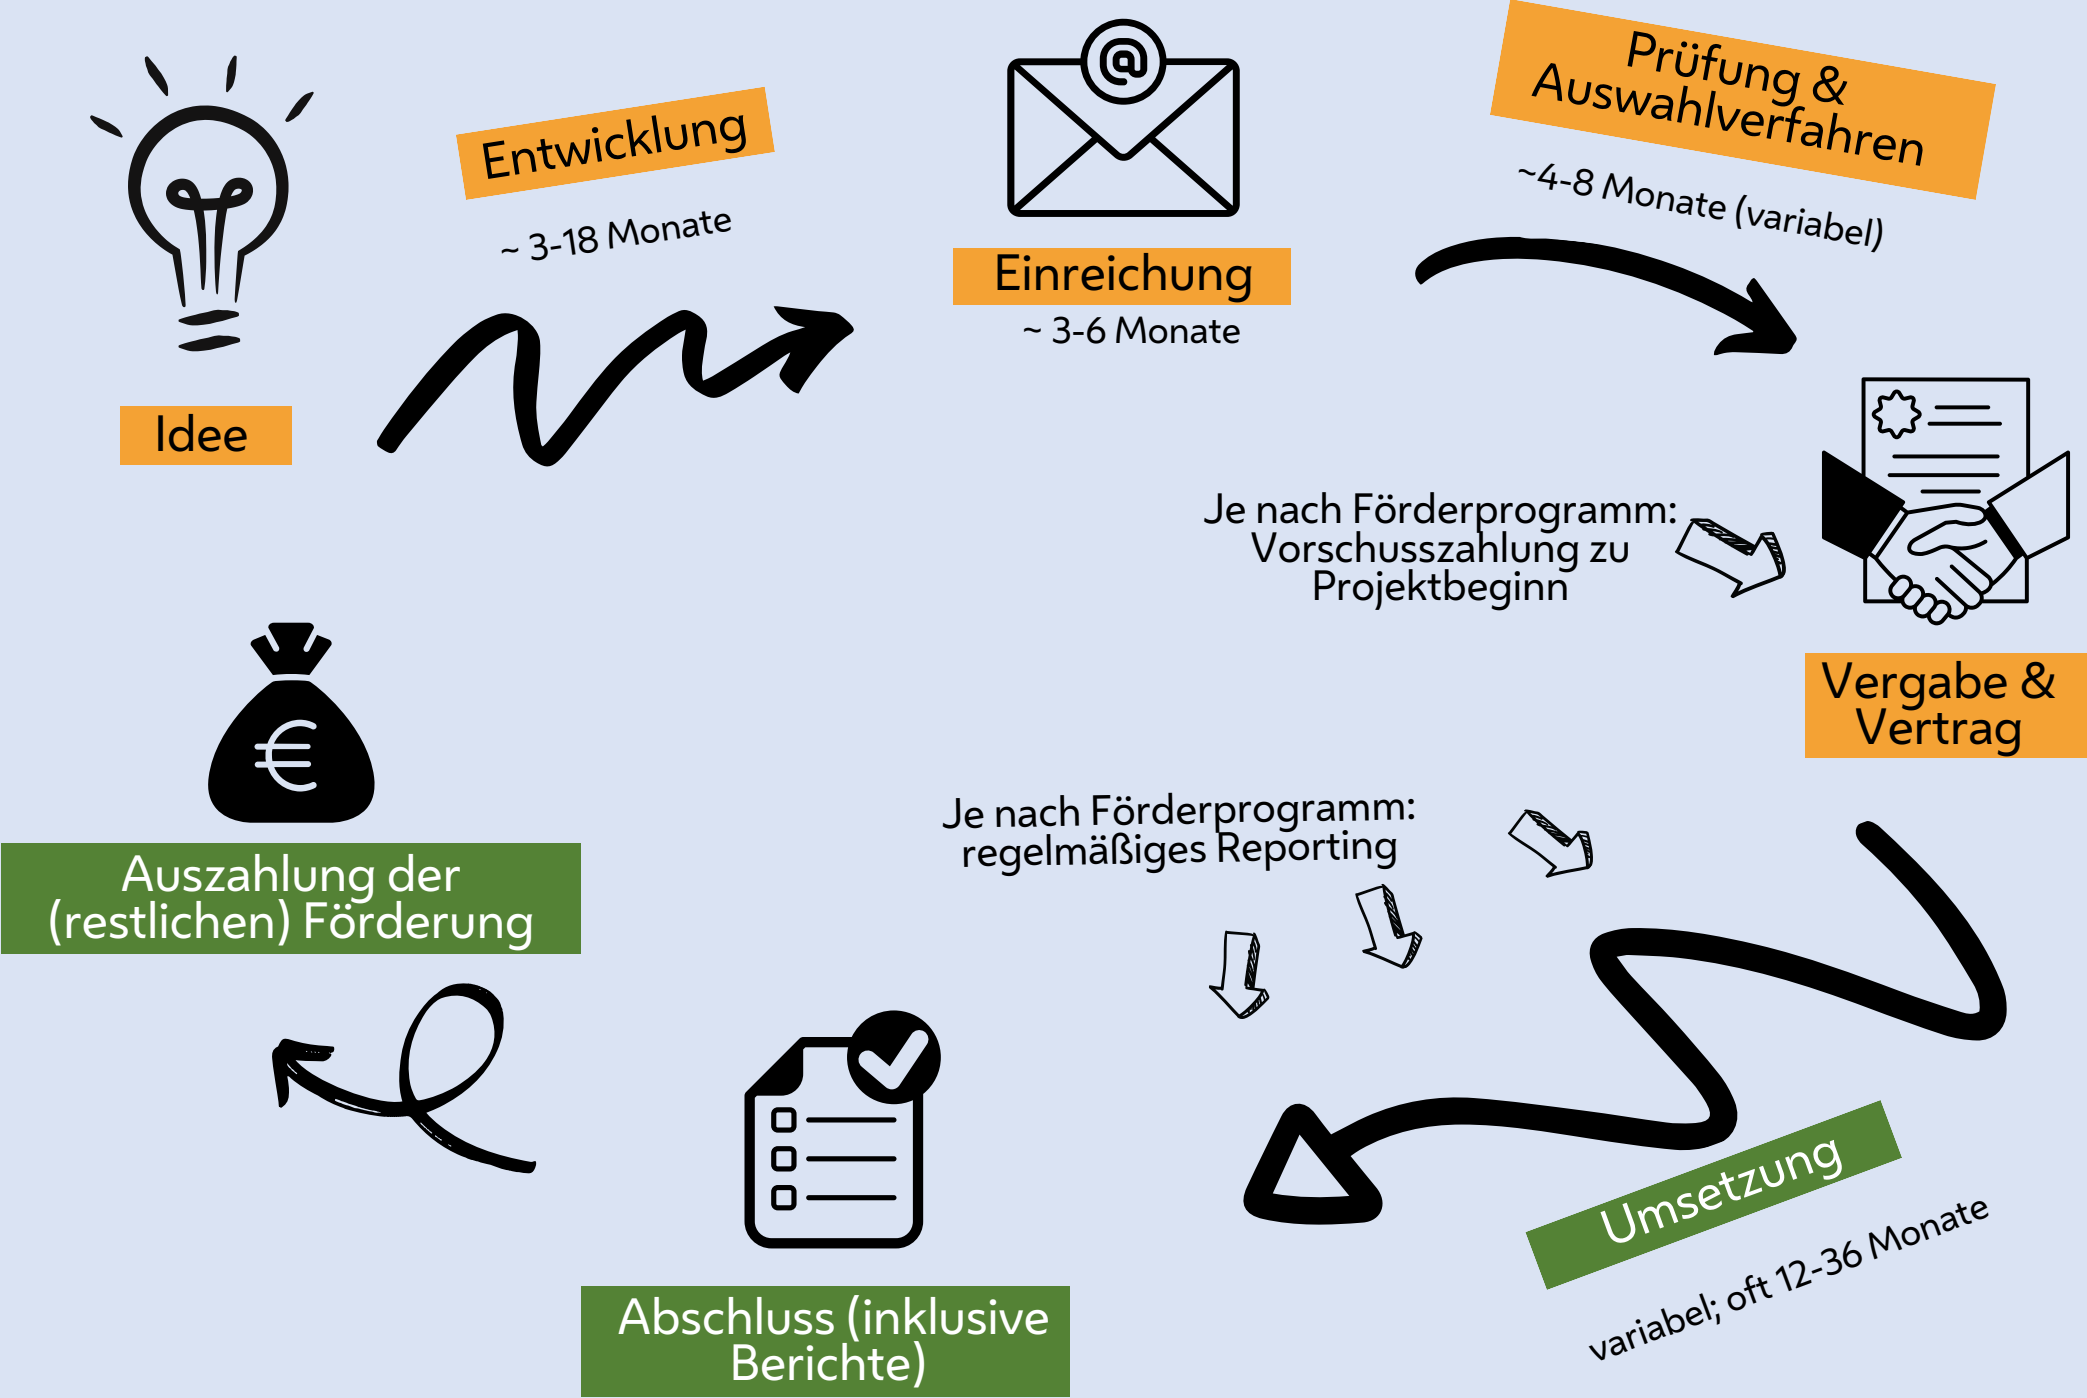 Idee
Entwicklung
~ 3-18 Monate
@
Einreichung
~ 3-6 Monate
Prüfung &
Auswahlverfahren
~4-8 Monate (variabel)
Je nach Förderprogramm:
Vorschusszahlung zu
Projektbeginn
Vergabe &
Vertrag
Je nach Förderprogramm:
regelmäßiges Reporting
Umsetzung
variabel; oft 12-36 Monate
Abschluss (inklusive
Berichte)
€
Auszahlung der
(restlichen) Förderung